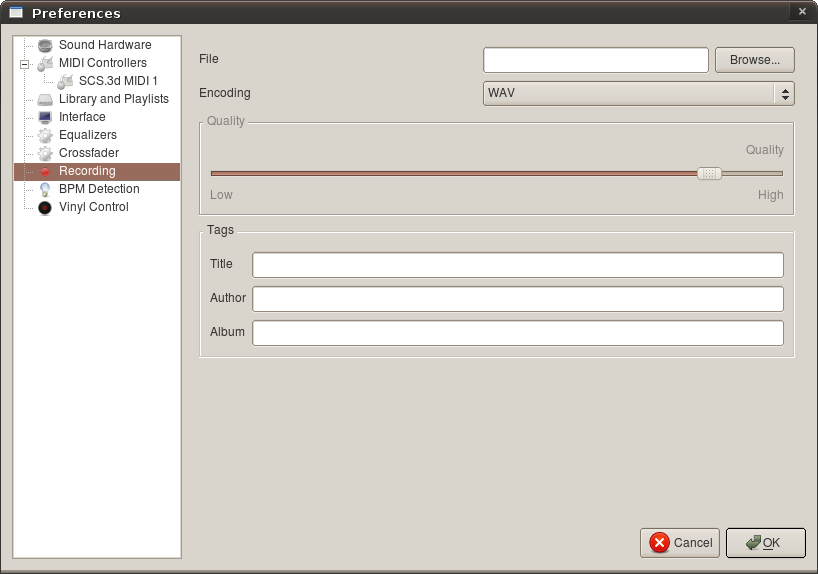 Preferences
Sound Hardware
MIDI Controllers
SCS.3d MIDI 1
Library and Playlists
Interface
Equalizers
Crossfader
Recording
BPM Detection
Vinyl Control
File
Browse...
Encoding
WAV
Quality
Quality
Low
High
Tags
Title
Author
Album
Cancel
OK